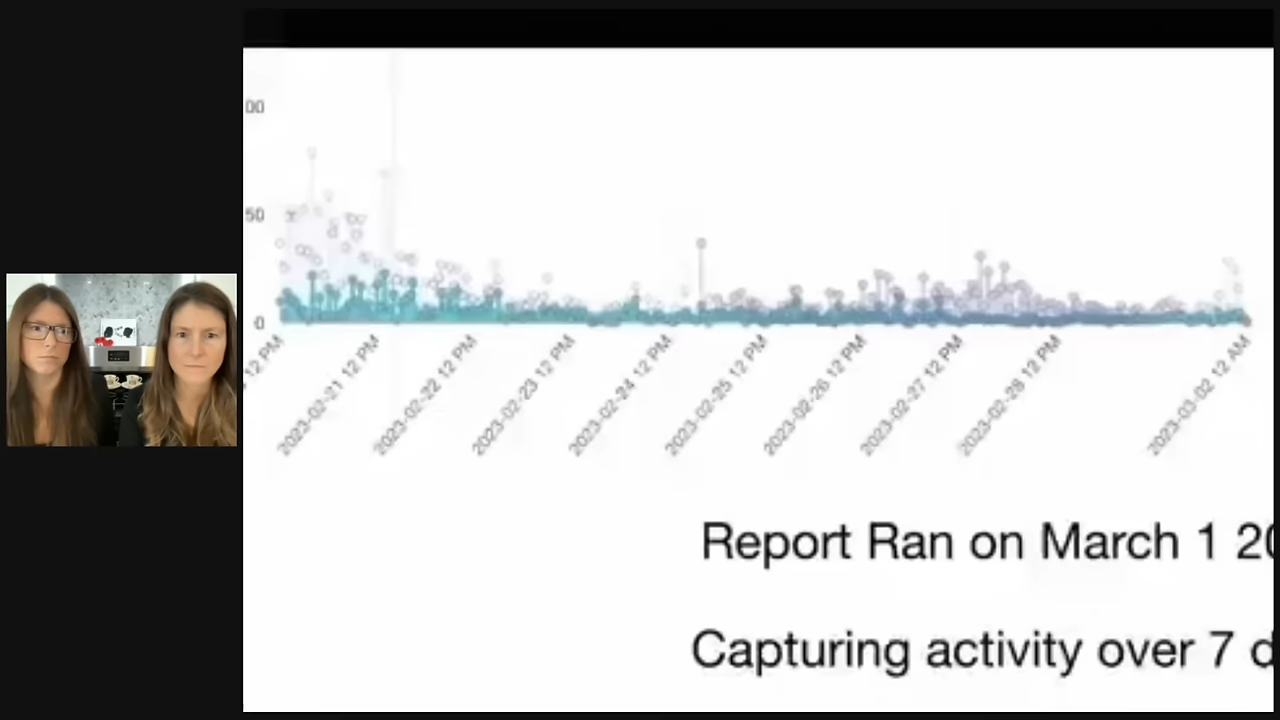 00
50
0
12 PM
2023-02-21 12 PM
2023-02-22 12 PM
2023-02-23 12 PM
2023-02-24 12 PM
2023-02-25 12 PM
2023-02-26 12 PM
2023-02-27 12 PM
2023-02-28 12 PM
2023-03-02 12 AM
Report Ran on March 1 20
Capturing activity over 7 d